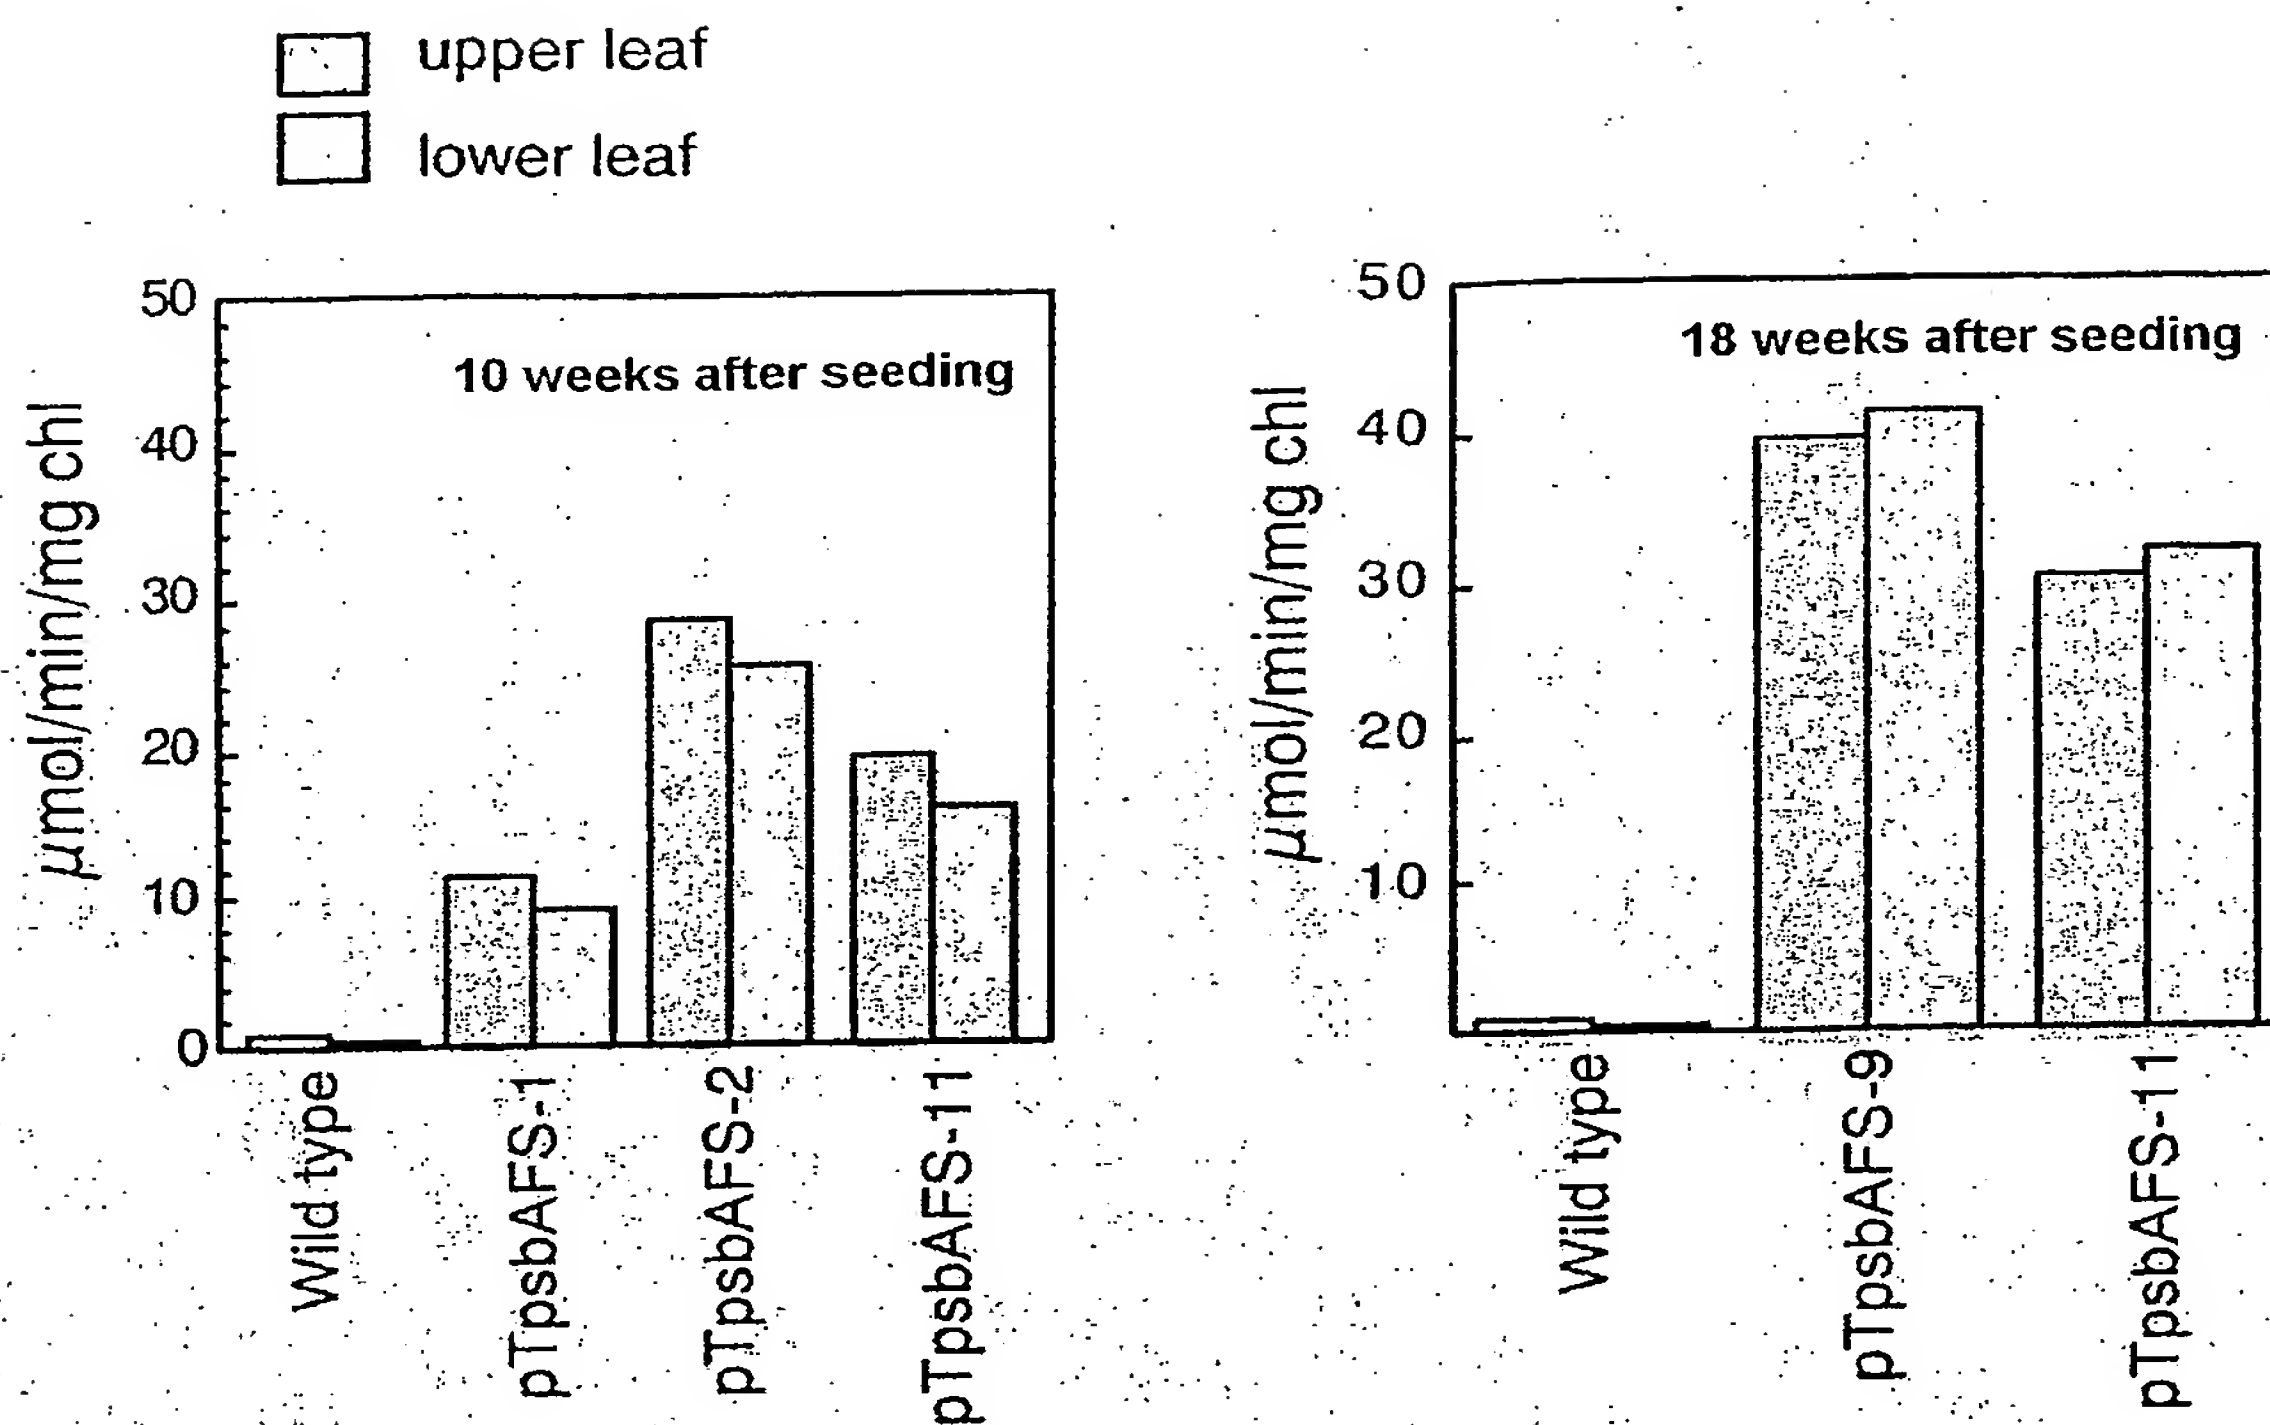 upper leaf
lower leaf
10 weeks after seeding
µmol/min/mg chl
50
40
30
20
10
0
Wild type
pTpsbAFS-1
pTpsbAFS-2
pTpsbAFS-11
18 weeks after seeding
µmol/min/mg chl
50
40
30
20
10
Wild type
pTpsbAFS-9
pTpsbAFS-11